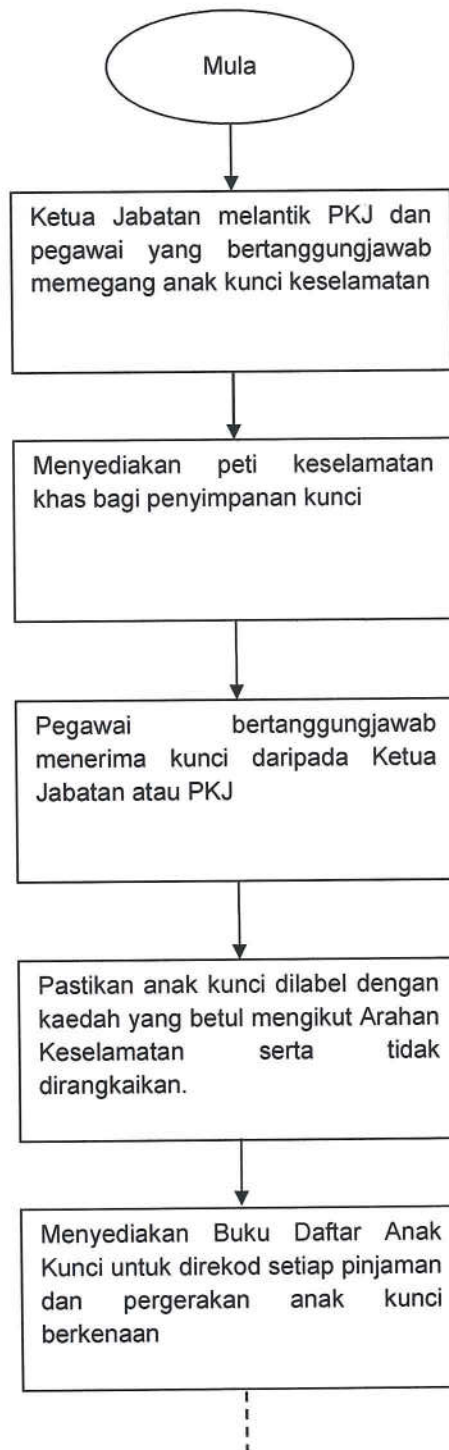 Mula
Ketua Jabatan melantik PKJ dan
pegawai yang bertanggungjawab
memegang anak kunci keselamatan
Menyediakan peti keselamatan
khas bagi penyimpanan kunci
Pegawai bertanggungjawab
menerima kunci daripada Ketua
Jabatan atau PKJ
Pastikan anak kunci dilabel dengan
kaedah yang betul mengikut Arahan
Keselamatan serta tidak
dirangkaikan.
Menyediakan Buku Daftar Anak
Kunci untuk direkod setiap pinjaman
dan pergerakan anak kunci
berkenaan